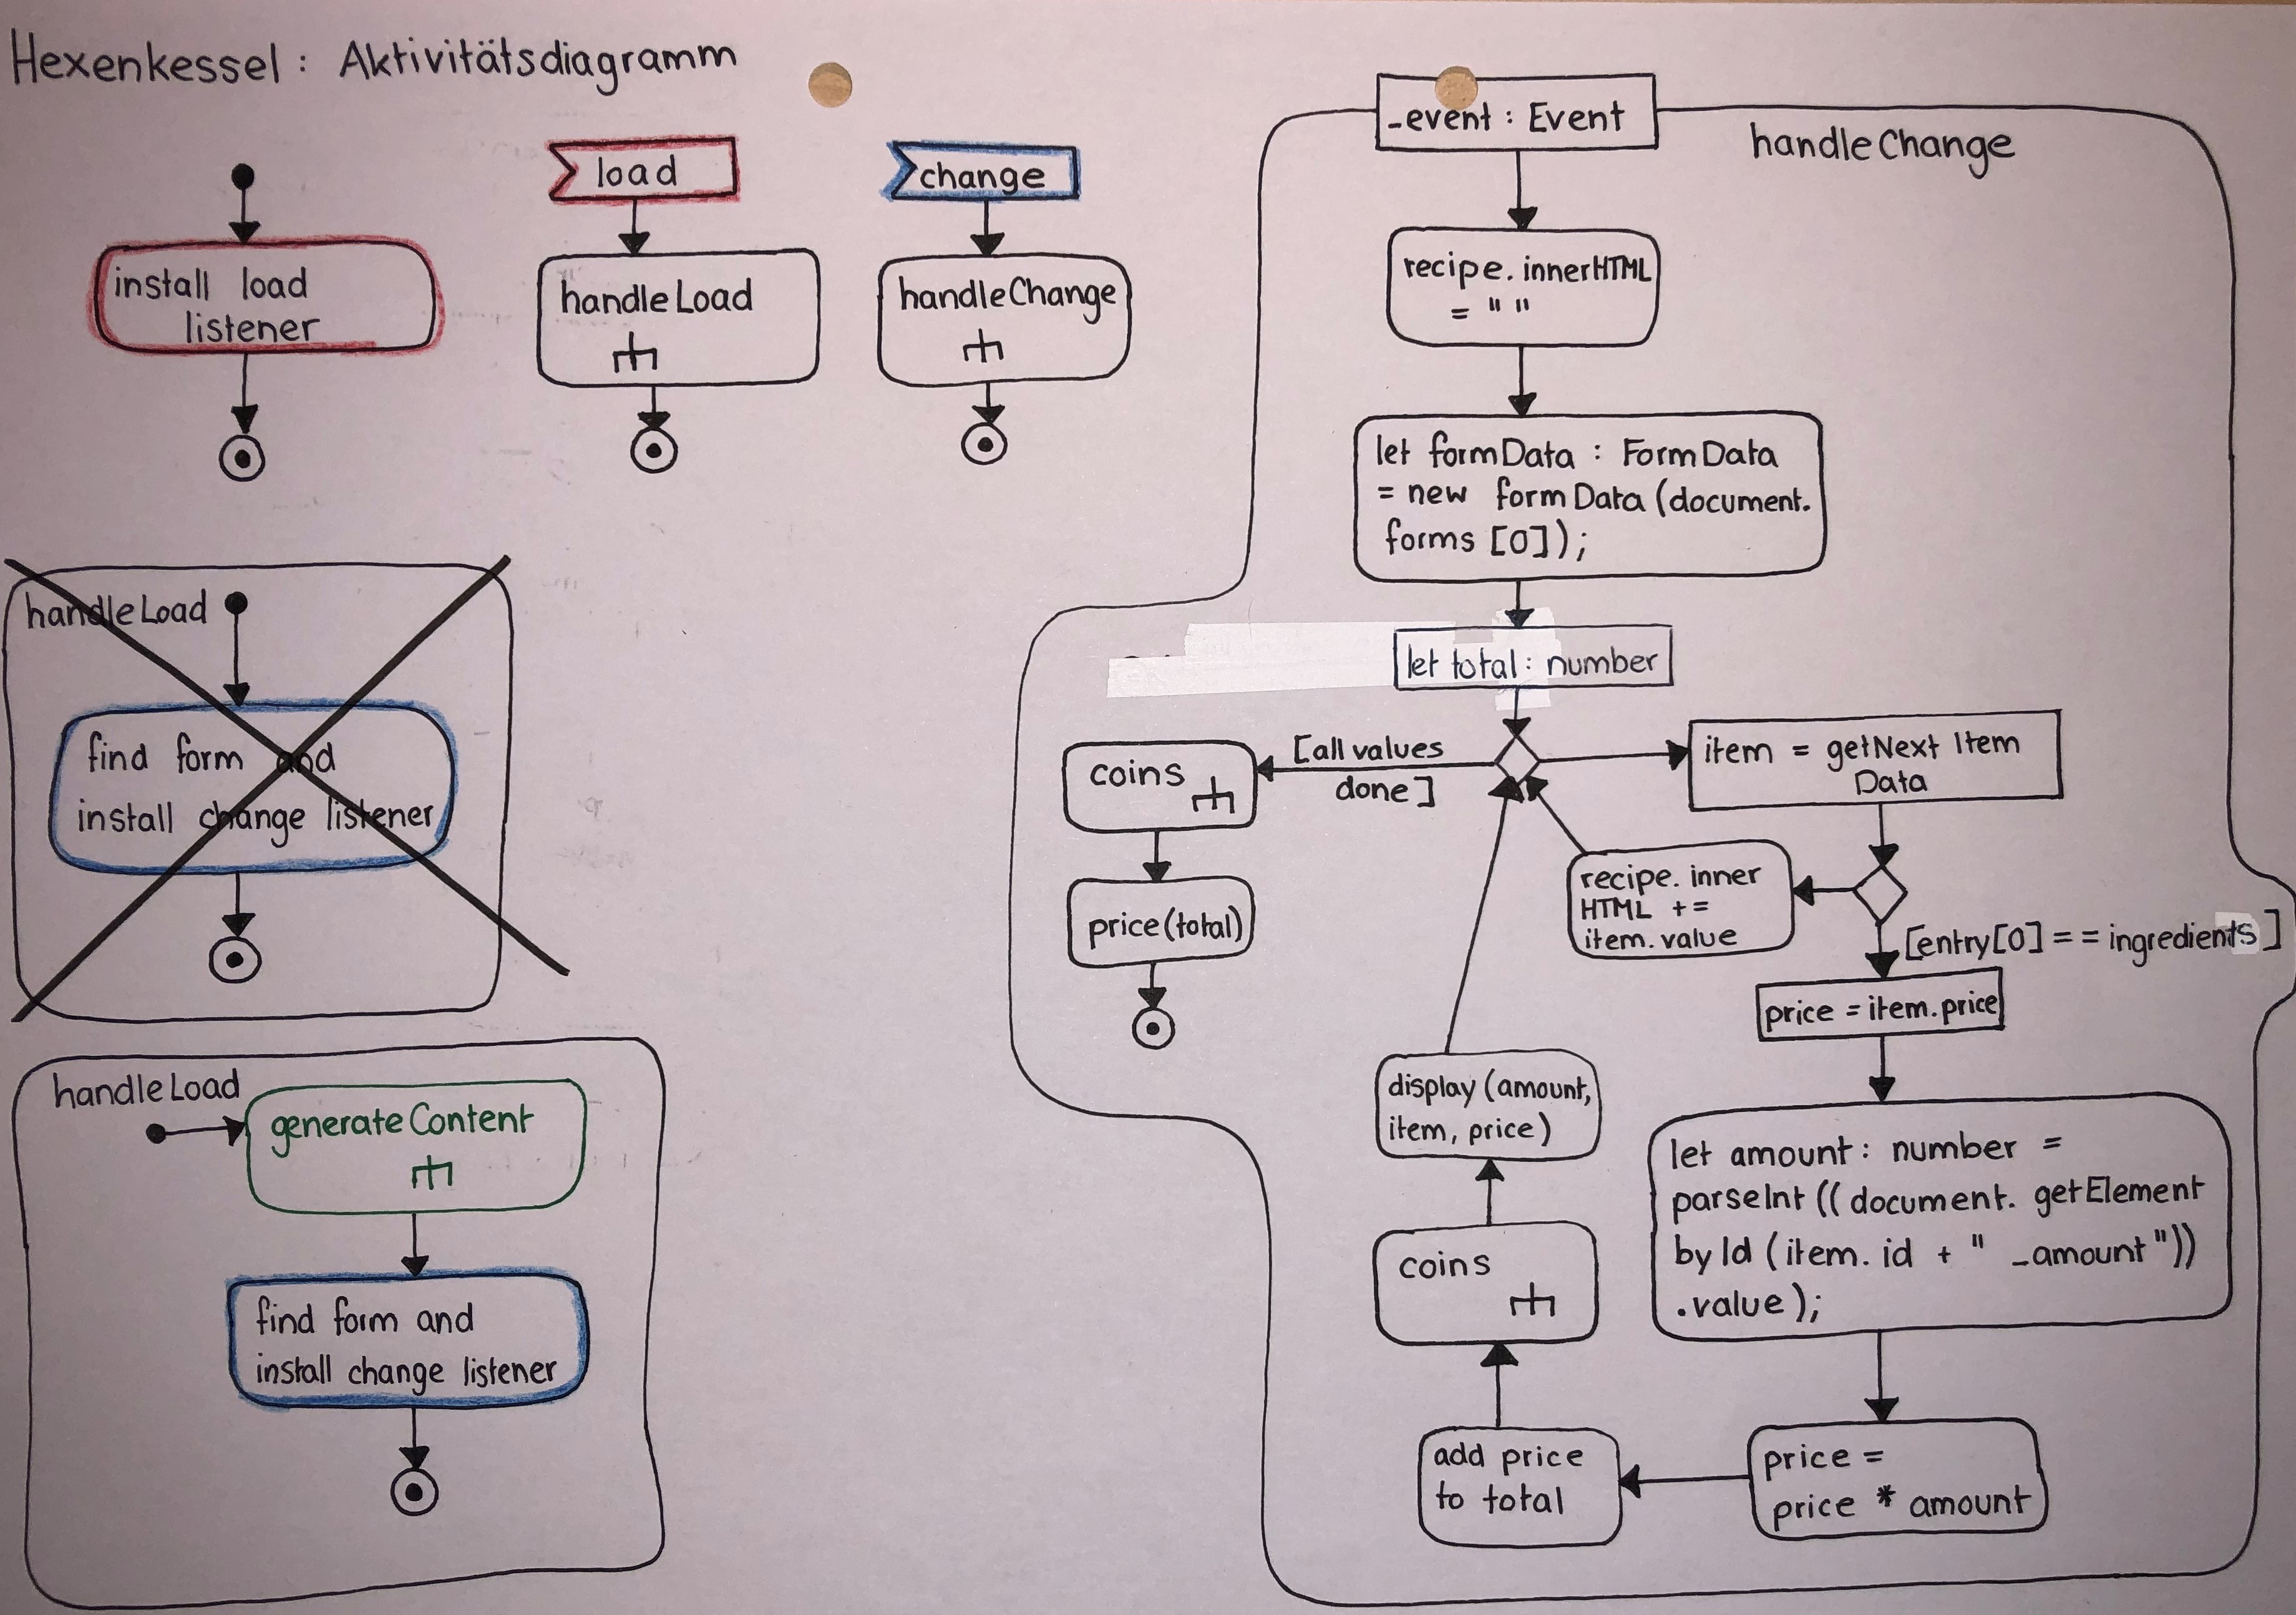 Hexenkessel : Aktivitätsdiagramm
install load
listener
load
handleLoad
change
handleChange
handleLoad
find form and
install change listener
handleLoad
generateContent
find form and
install change listener
_event : Event
handleChange
recipe. innerHTML
= " "
let formData : FormData
= new formData (document.
forms [0]);
let total : number
[all values
done]
coins
price(total)
item = getNext Item
Data
recipe. inner
HTML +=
item. value
[entry[0] == ingredients]
price = item.price
let amount : number =
parseInt (( document. getElement
by Id (item. id + " _amount"))
.value );
price =
price * amount
add price
to total
coins
display (amount,
item, price)